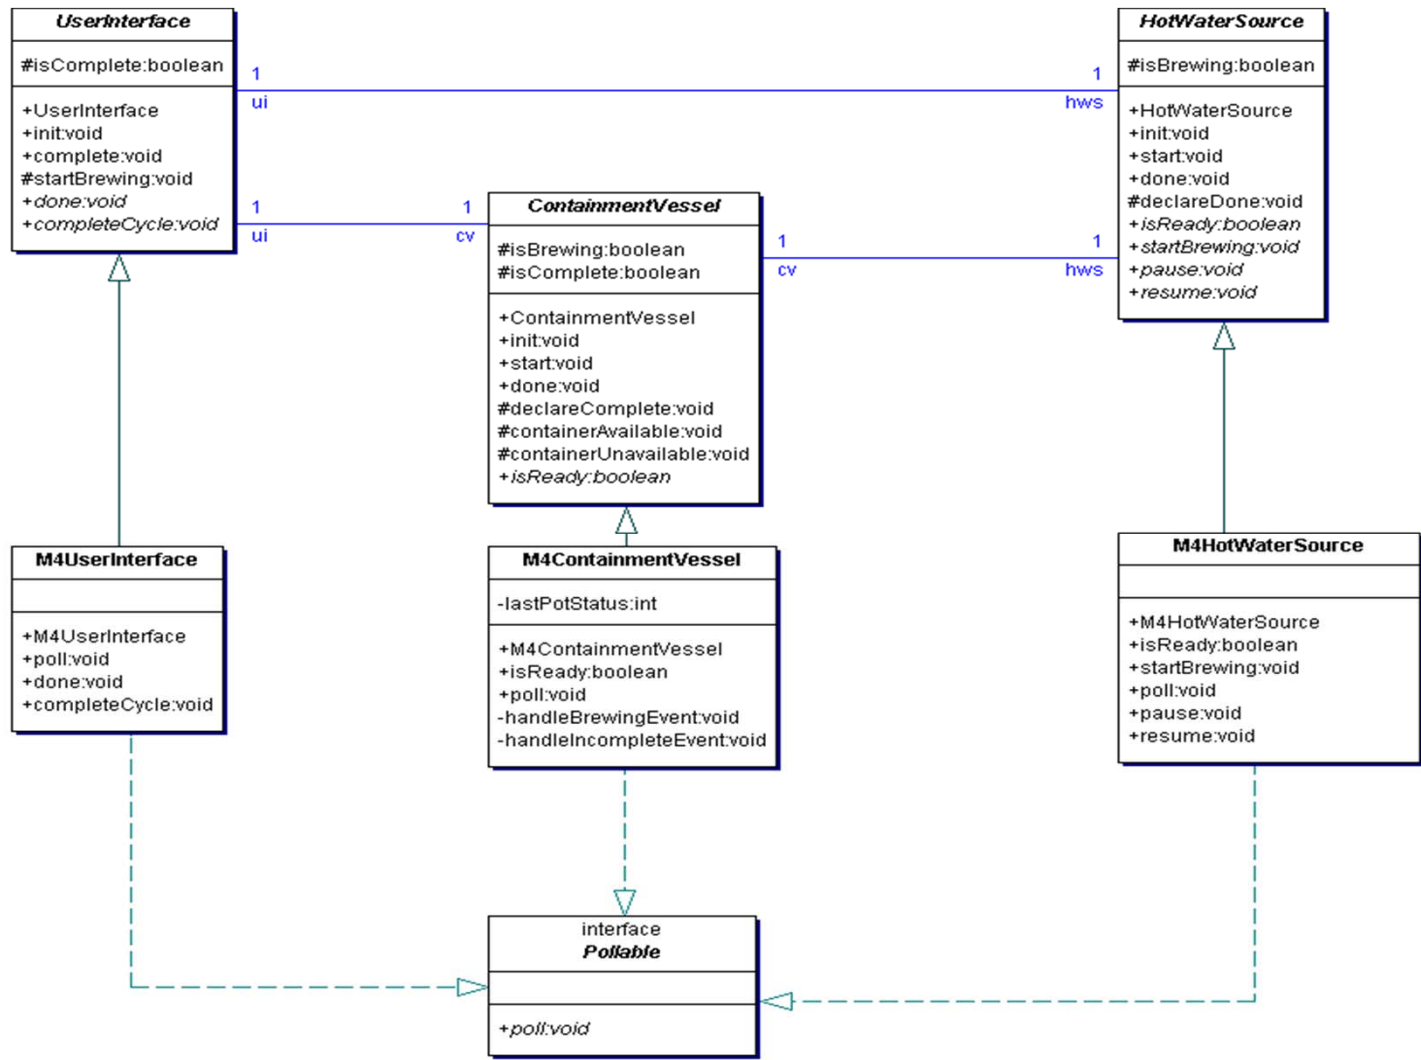 UserInterface
#isComplete:boolean
+UserInterface
+init:void
+complete:void
#startBrewing:void
+done:void
+completeCycle:void
1
ui
1
hws
HotWaterSource
#isBrewing:boolean
+HotWaterSource
+init:void
+start:void
+done:void
#declareDone:void
+isReady:boolean
+startBrewing:void
+pause:void
+resume:void
1
ui
1
cv
ContainmentVessel
#isBrewing:boolean
#isComplete:boolean
+ContainmentVessel
+init:void
+start:void
+done:void
#declareComplete:void
#containerAvailable:void
#containerUnavailable:void
+isReady:boolean
1
cv
1
hws
M4UserInterface
+M4UserInterface
+poll:void
+done:void
+completeCycle:void
M4ContainmentVessel
-lastPotStatus:int
+M4ContainmentVessel
+isReady:boolean
+poll:void
-handleBrewingEvent:void
-handleIncompleteEvent:void
M4HotWaterSource
+M4HotWaterSource
+isReady:boolean
+startBrewing:void
+poll:void
+pause:void
+resume:void
interface
Pollable
+poll:void